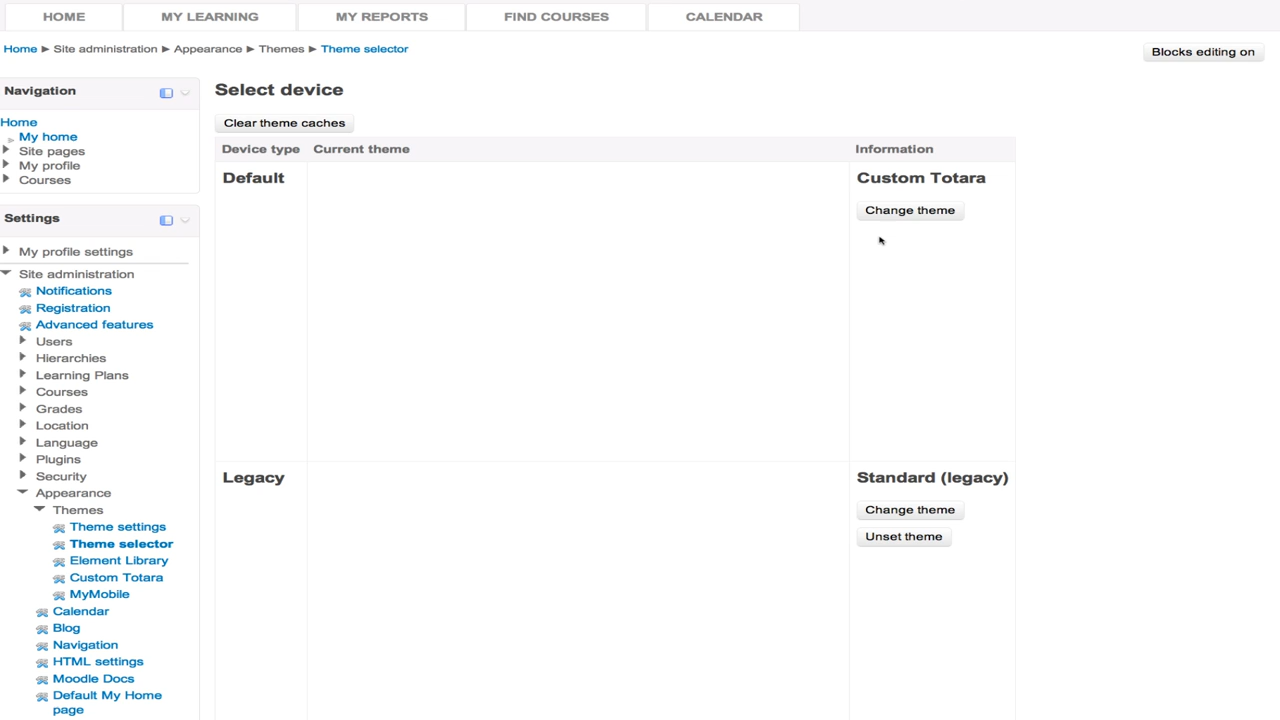 HOME
MY LEARNING
MY REPORTS
FIND COURSES
CALENDAR
Home ► Site administration ► Appearance ► Themes ► Theme selector
Blocks editing on
Navigation
Home
My home
Site pages
My profile
Courses
Settings
My profile settings
Site administration
Notifications
Registration
Advanced features
Users
Hierarchies
Learning Plans
Courses
Grades
Location
Language
Plugins
Security
Appearance
Themes
Theme settings
Theme selector
Element Library
Custom Totara
MyMobile
Calendar
Blog
Navigation
HTML settings
Moodle Docs
Default My Home
page
Select device
Clear theme caches
Device type
Current theme
Information
Default
Custom Totara
Change theme
Legacy
Standard (legacy)
Change theme
Unset theme